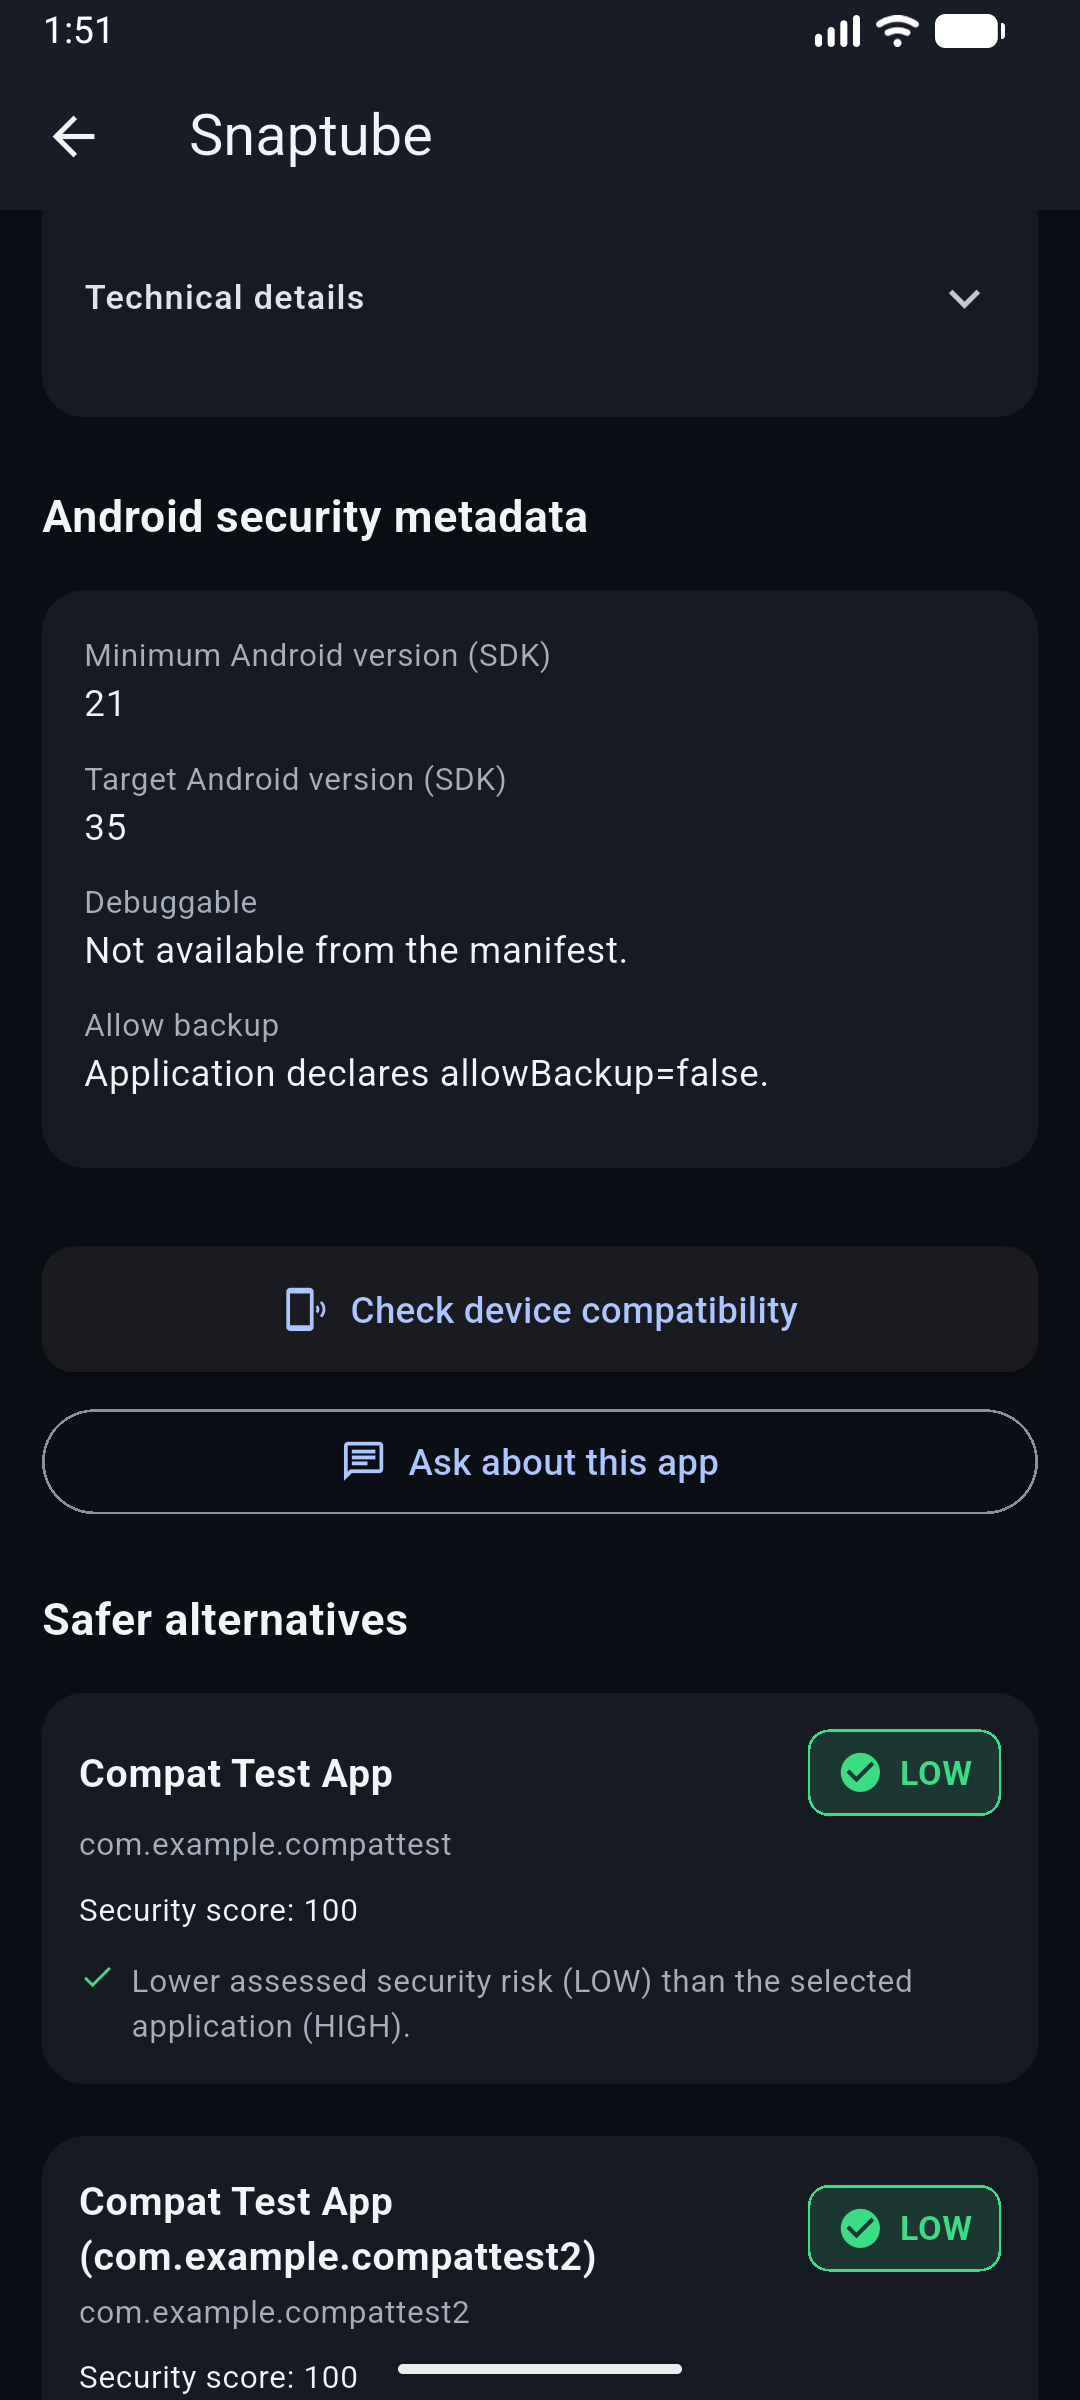 1:51
Snaptube
Technical details
Android security metadata
Minimum Android version (SDK)
21
Target Android version (SDK)
35
Debuggable
Not available from the manifest.
Allow backup
Application declares allowBackup=false.
Check device compatibility
Ask about this app
Safer alternatives
Compat Test App
LOW
com.example.compattest
Security score: 100
Lower assessed security risk (LOW) than the selected
application (HIGH).
Compat Test App
(com.example.compattest2)
LOW
com.example.compattest2
Security score: 100